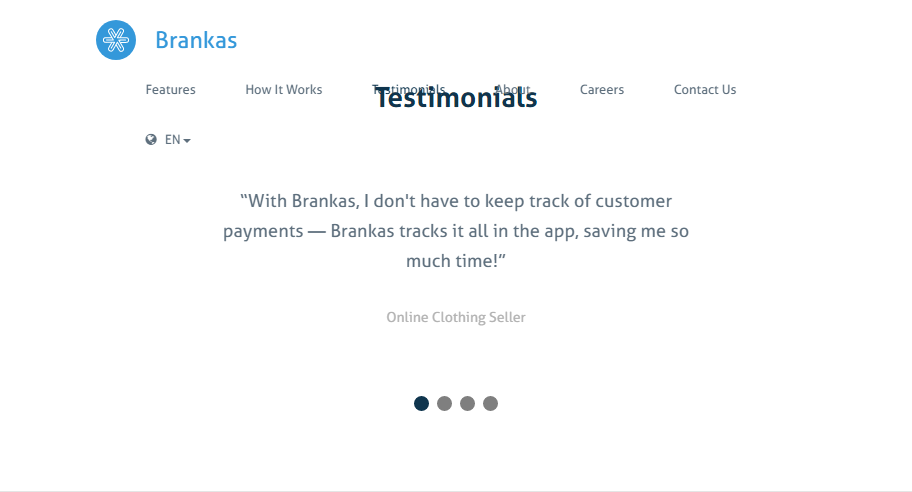 Brankas
Features How It Works Testimonials About Careers Contact Us
Testimonials
EN
“With Brankas, I don't have to keep track of customer
payments — Brankas tracks it all in the app, saving me so
much time!”
Online Clothing Seller